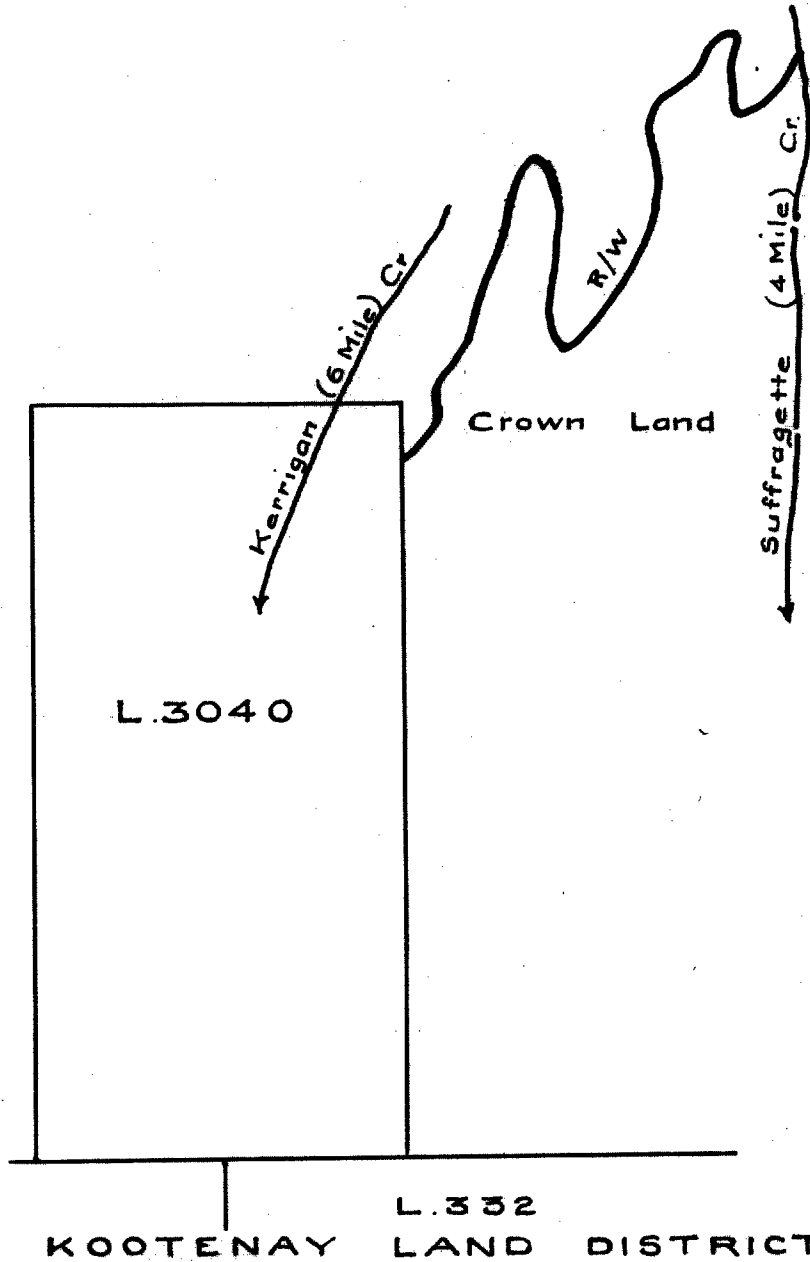 Suffragette (4 Mile) Cr.
R/W
Kerrigan (6 Mile) Cr
Crown Land
L.3040
L.332
KOOTENAY LAND DISTRICT